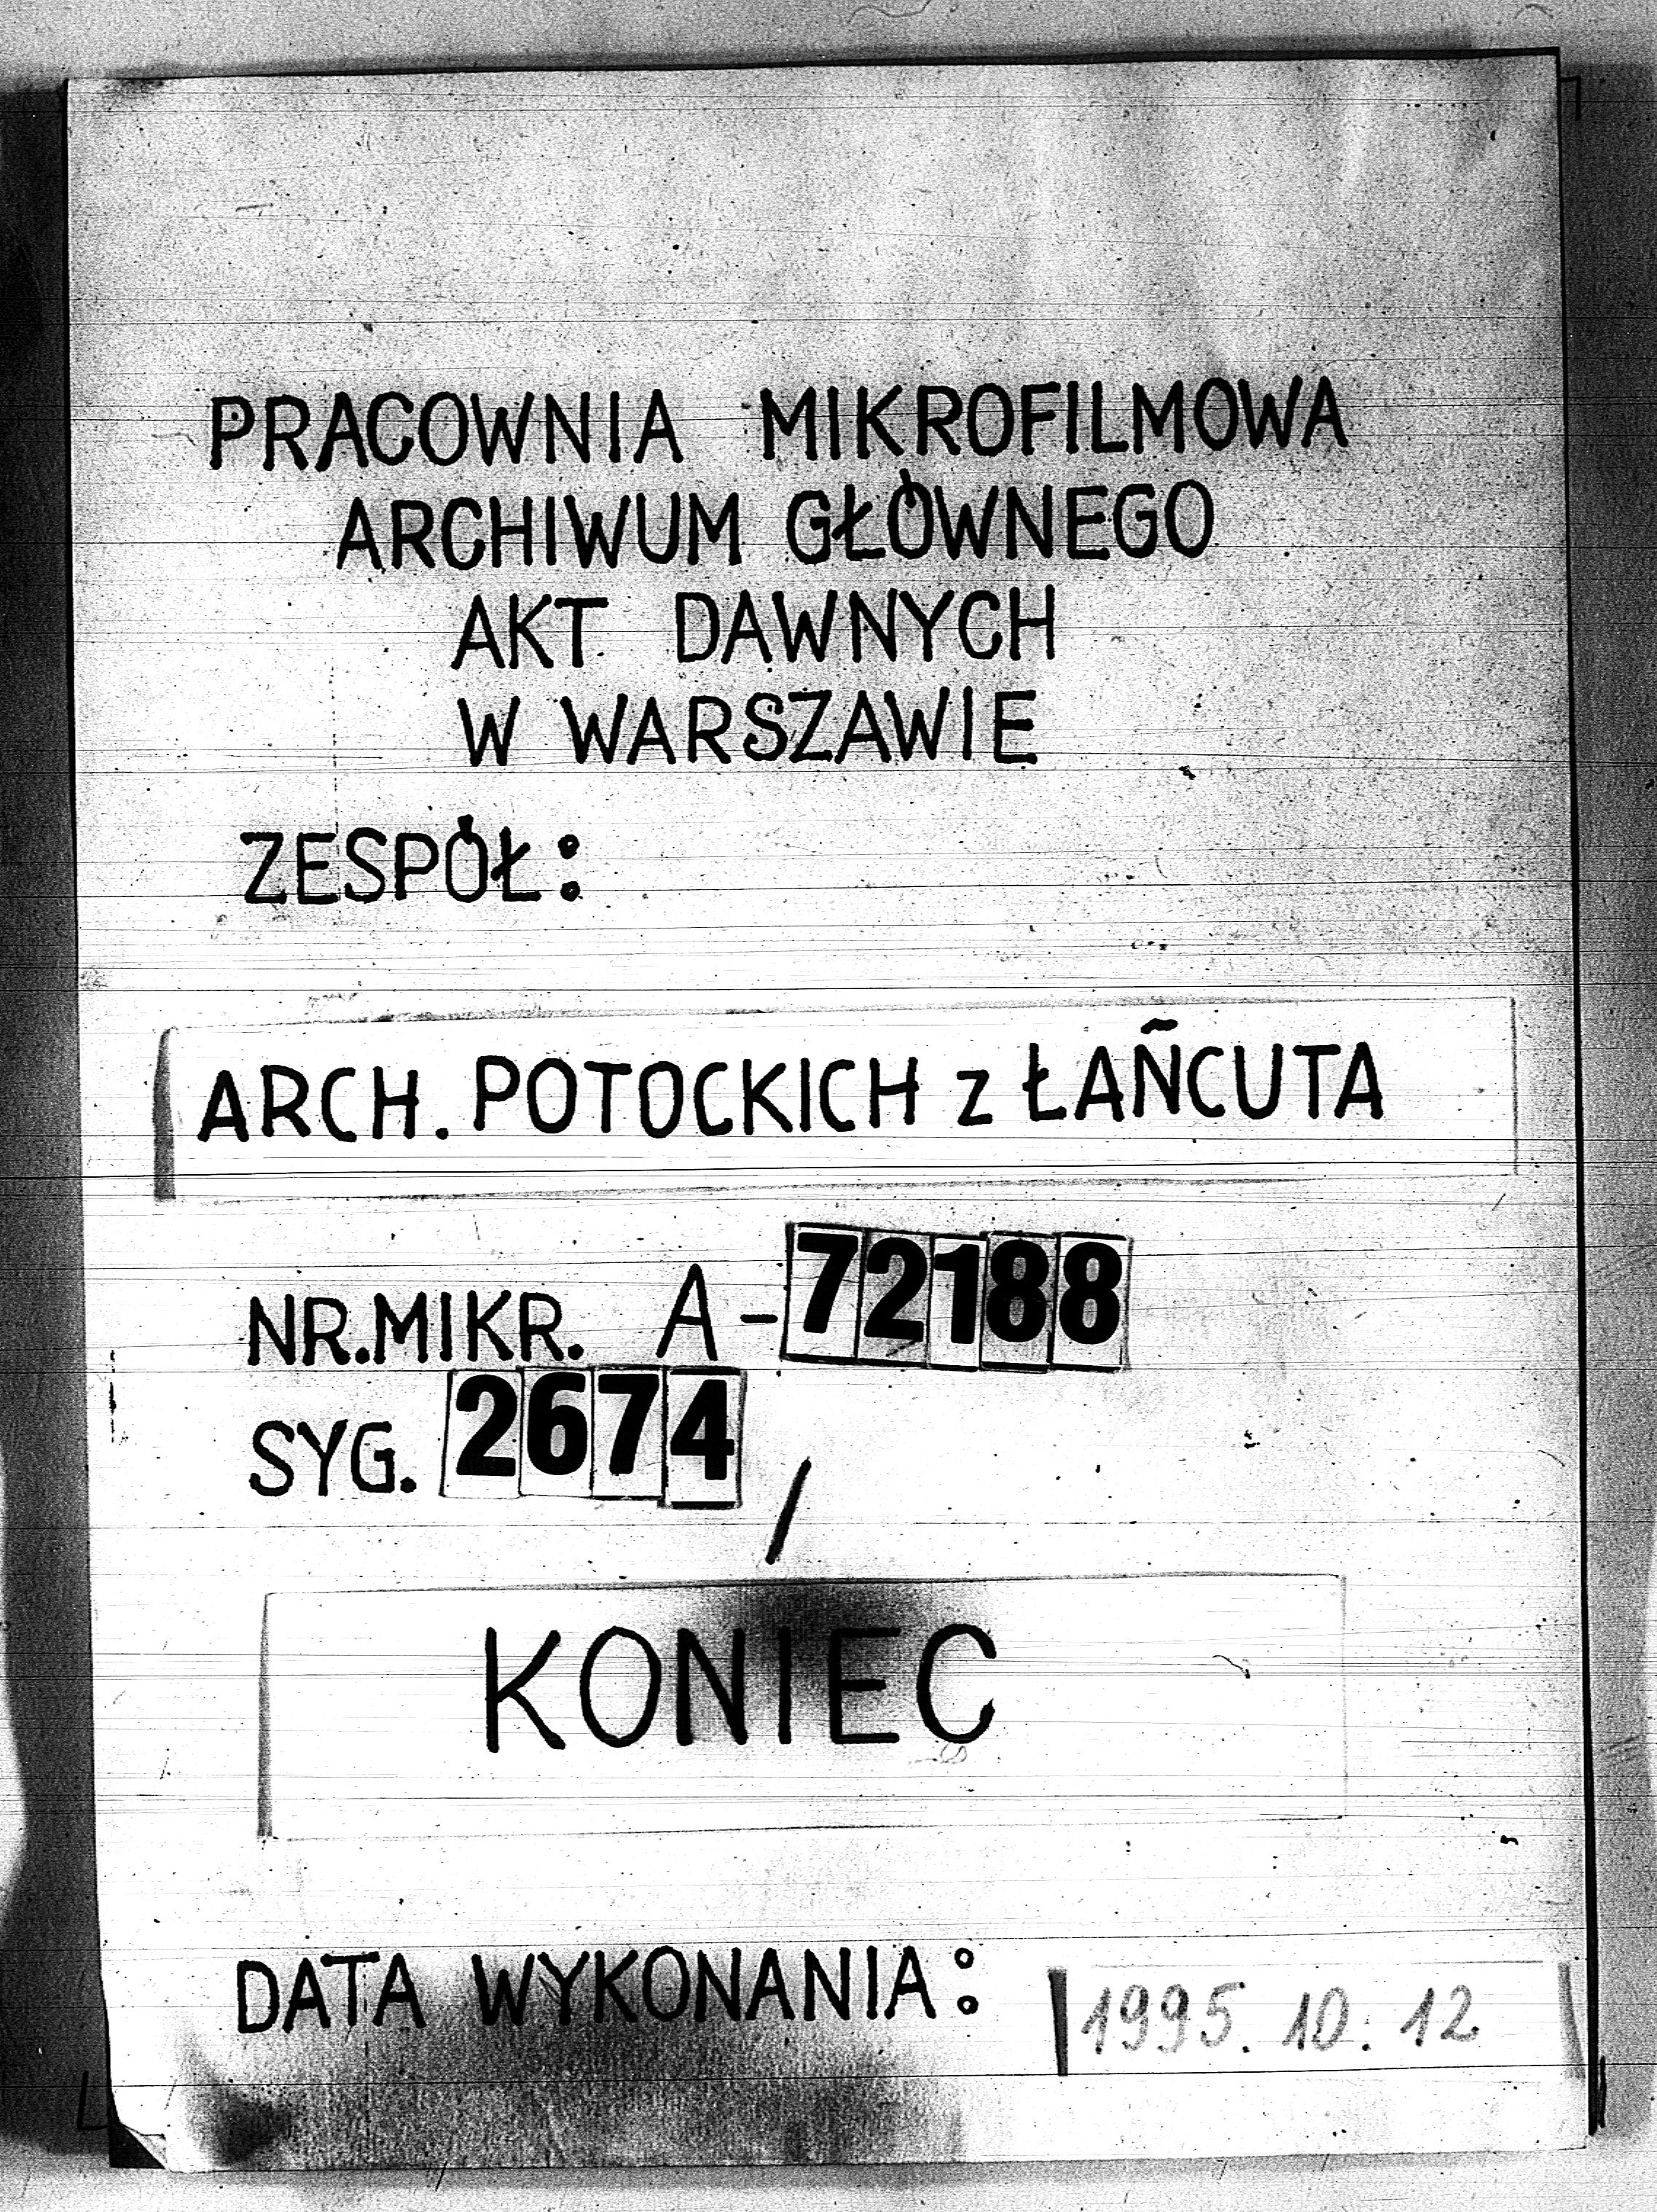 PRACOWNIA MIKROFILMOWA
ARCHIWUM GŁÓWNEGO
AKT DAWNYCH
W WARSZAWIE
ZESPÓŁ:
ARCH. POTOCKICH z ŁAŃCUTA
NR.MIKR. A-72188
SYG. 2674 /
KONIEC
DATA WYKONANIA: 1995. 10. 12